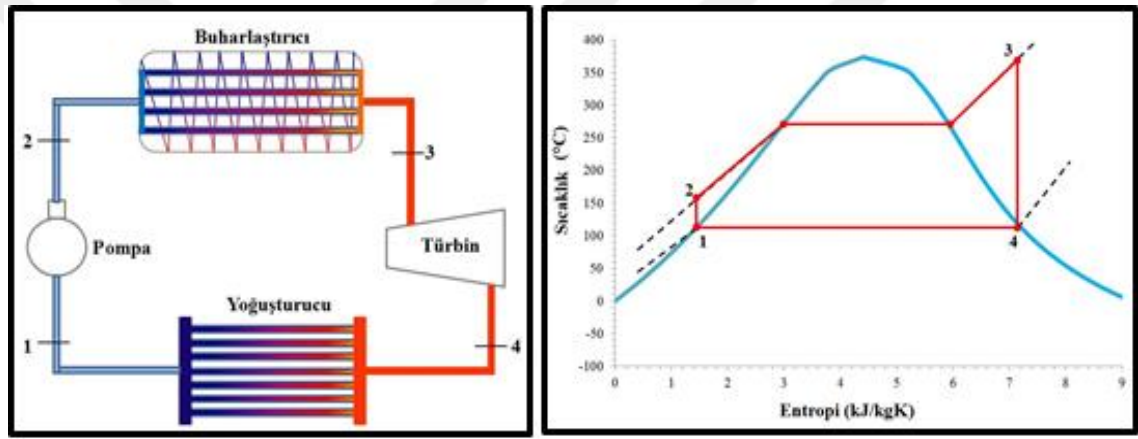 Buharlaştırıcı
2
3
Pompa
Türbin
Yoğuşturucu
1
4
Sıcaklık (°C)
400
350
300
250
200
150
100
50
0
-50
-100
3
2
1
4
0 1 2 3 4 5 6 7 8 9
Entropi (kJ/kgK)